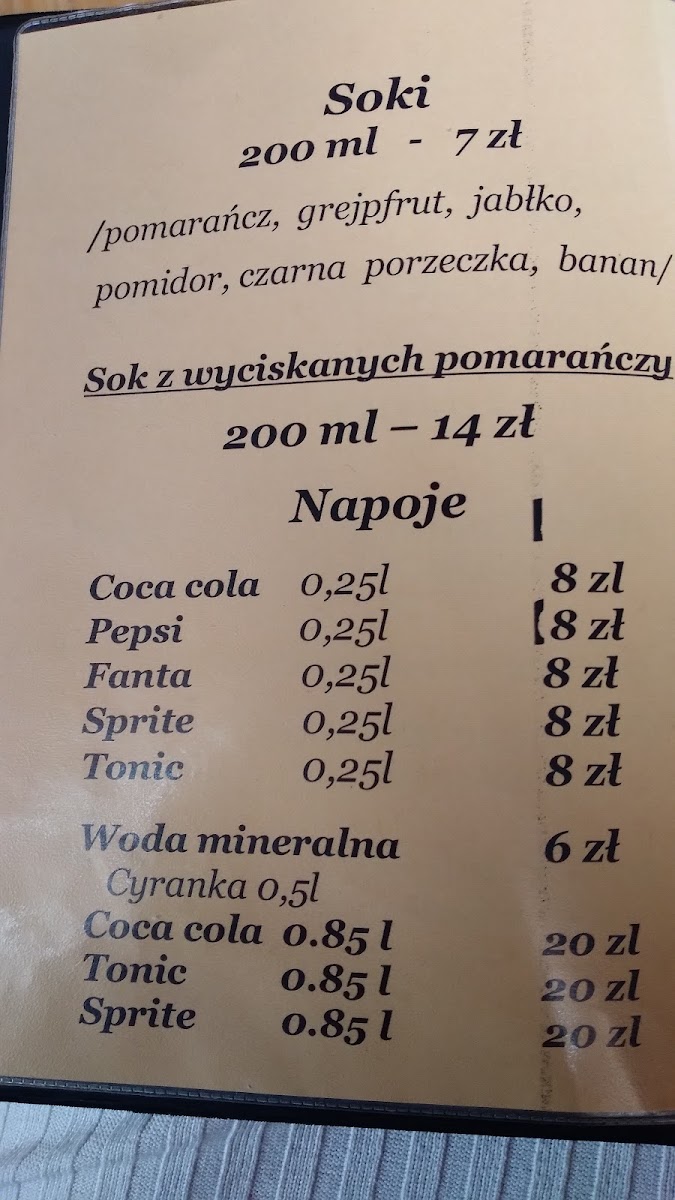 Soki
200 ml - 7 zł
/pomarańcz, grejpfrut, jabłko,
pomidor, czarna porzeczka, banan/
Sok z wyciskanych pomarańczy
200 ml – 14 zł
Napoje
Coca cola 0,25l 8 zl
Pepsi 0,25l 8 zł
Fanta 0,25l 8 zł
Sprite 0,25l 8 zł
Tonic 0,25l 8 zł
Woda mineralna 6 zł
Cyranka 0,5l
Coca cola 0.85 l 20 zl
Tonic 0.85 l 20 zl
Sprite 0.85 l 20 zl